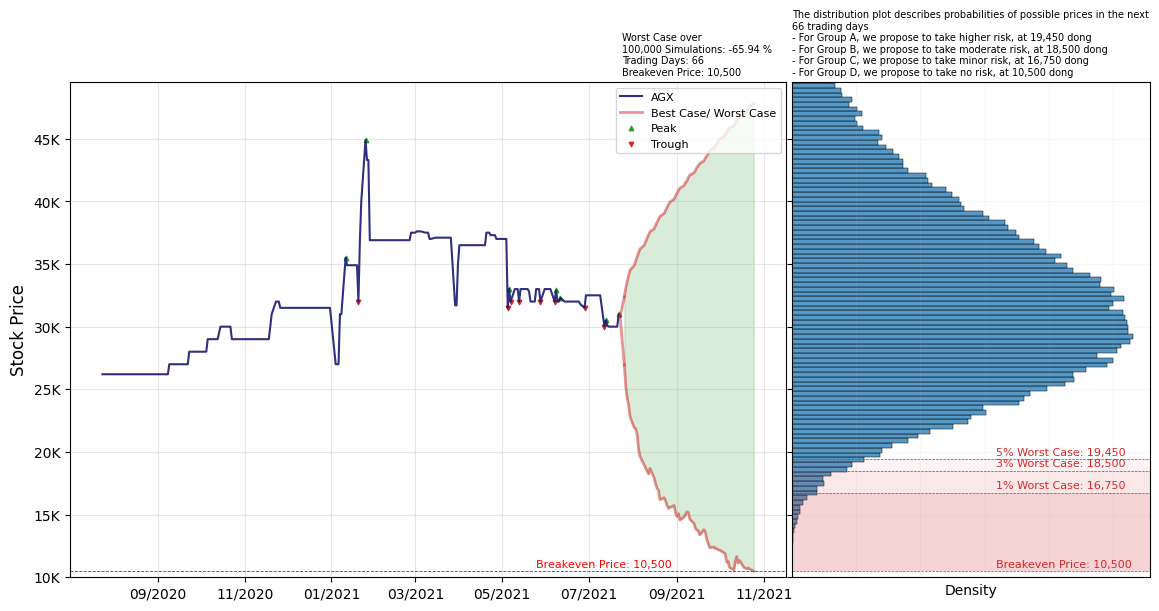 The distribution plot describes probabilities of possible prices in the next
66 trading days
- For Group A, we propose to take higher risk, at 19,450 dong
- For Group B, we propose to take moderate risk, at 18,500 dong
- For Group C, we propose to take minor risk, at 16,750 dong
- For Group D, we propose to take no risk, at 10,500 dong
Worst Case over
100,000 Simulations: -65.94 %
Trading Days: 66
Breakeven Price: 10,500
AGX
Best Case/ Worst Case
Peak
Trough
Stock Price
45K
40K
35K
30K
25K
20K
15K
10K
Breakeven Price: 10,500
09/2020
11/2020
01/2021
03/2021
05/2021
07/2021
09/2021
11/2021
5% Worst Case: 19,450
3% Worst Case: 18,500
1% Worst Case: 16,750
Breakeven Price: 10,500
Density